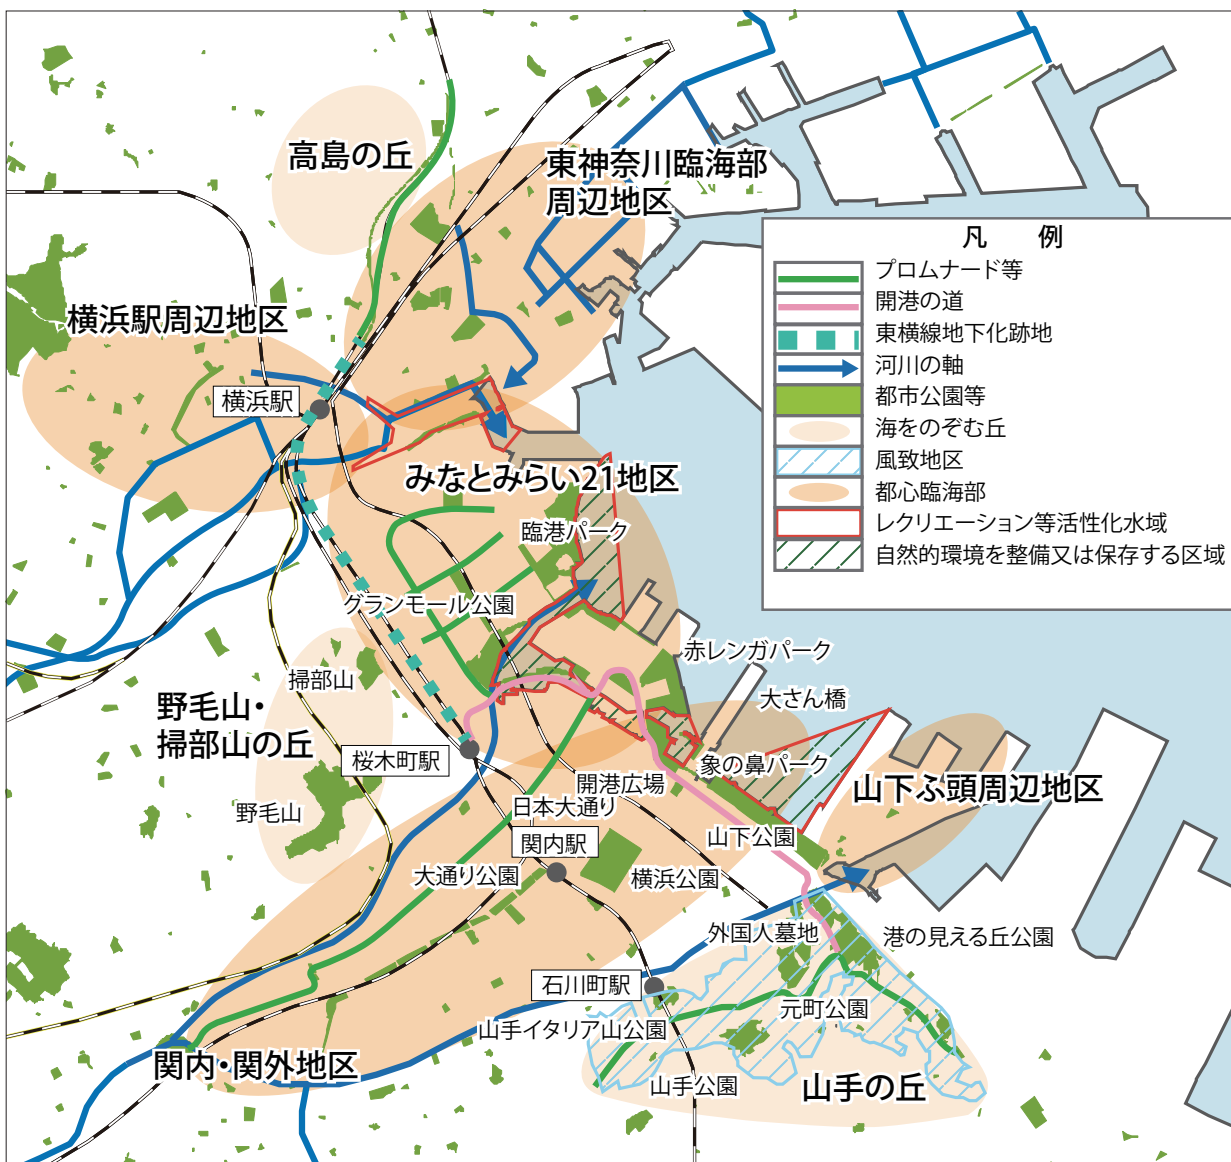 高島の丘
東神奈川臨海部
周辺地区
凡　例
プロムナード等
開港の道
東横線地下化跡地
河川の軸
都市公園等
海をのぞむ丘
風致地区
都心臨海部
レクリエーション等活性化水域
自然的環境を整備又は保存する区域
横浜駅周辺地区
横浜駅
みなとみらい21地区
臨港パーク
グランモール公園
赤レンガパーク
掃部山
大さん橋
野毛山・
掃部山の丘
桜木町駅
象の鼻パーク
開港広場
山下ふ頭周辺地区
日本大通り
野毛山
山下公園
関内駅
大通り公園
横浜公園
外国人墓地
港の見える丘公園
石川町駅
元町公園
山手イタリア山公園
関内・関外地区
山手公園
山手の丘